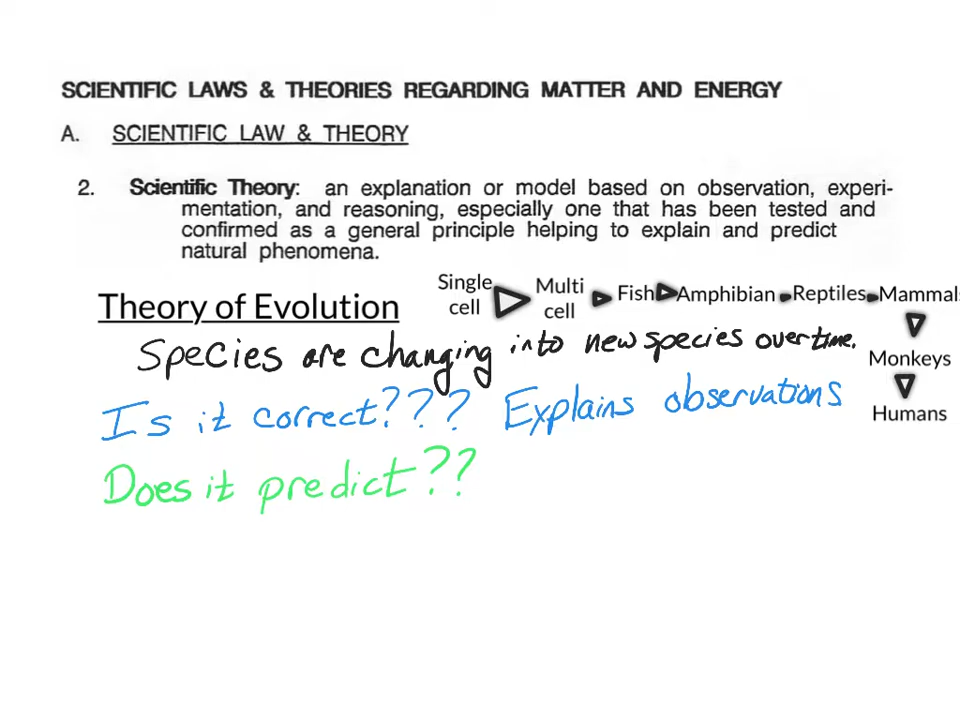 SCIENTIFIC LAWS & THEORIES REGARDING MATTER AND ENERGY
A. SCIENTIFIC LAW & THEORY
2. Scientific Theory: an explanation or model based on observation, experi-
mentation, and reasoning, especially one that has been tested and
confirmed as a general principle helping to explain and predict
natural phenomena.
Theory of Evolution
Single
cell
Multi
cell
Fish
Amphibian
Reptiles
Mammals
Monkeys
Humans
Species are changing into new species over time.
Is it correct??? Explains observations
Does it predict??